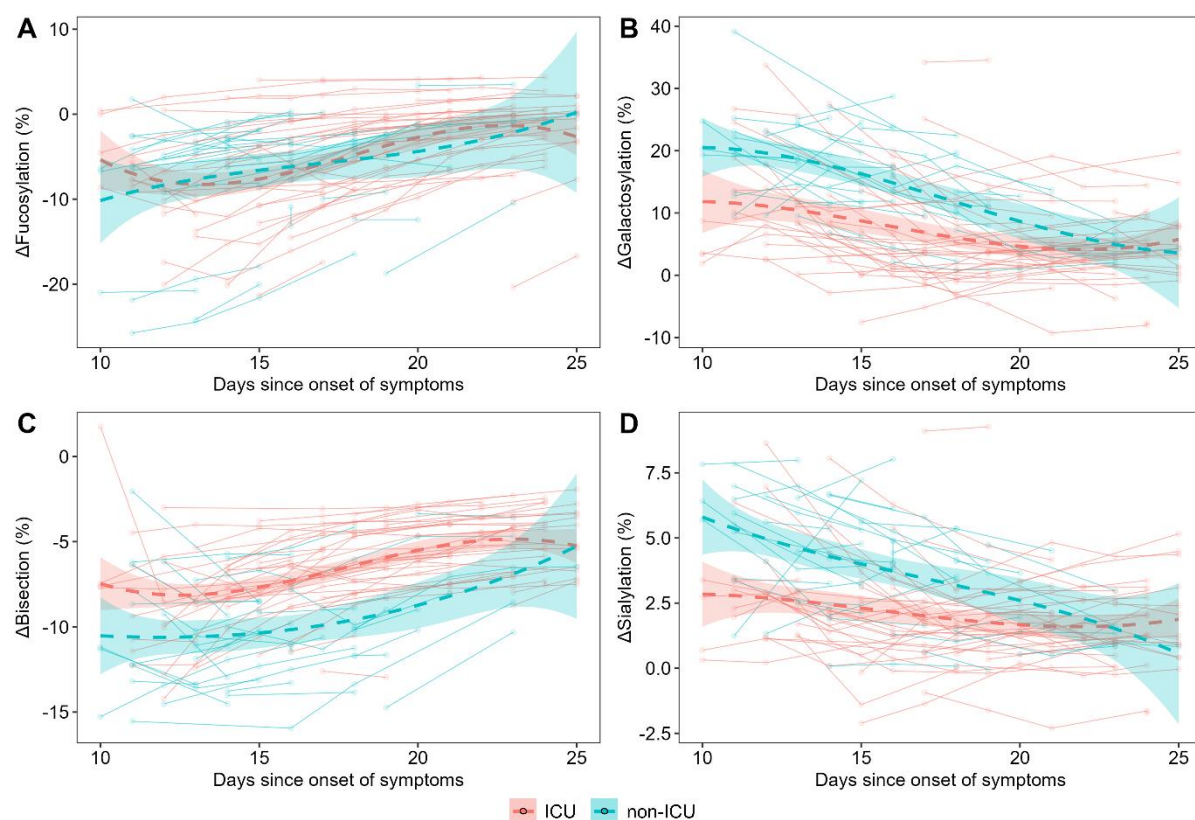 A
ΔFucosylation (%)
10
0
-10
-20
10 15 20 25
Days since onset of symptoms
B
ΔGalactosylation (%)
40
30
20
10
0
-10
10 15 20 25
Days since onset of symptoms
C
ΔBisection (%)
0
-5
-10
-15
10 15 20 25
Days since onset of symptoms
D
ΔSialylation (%)
7.5
5.0
2.5
0.0
-2.5
10 15 20 25
Days since onset of symptoms
ICU non-ICU